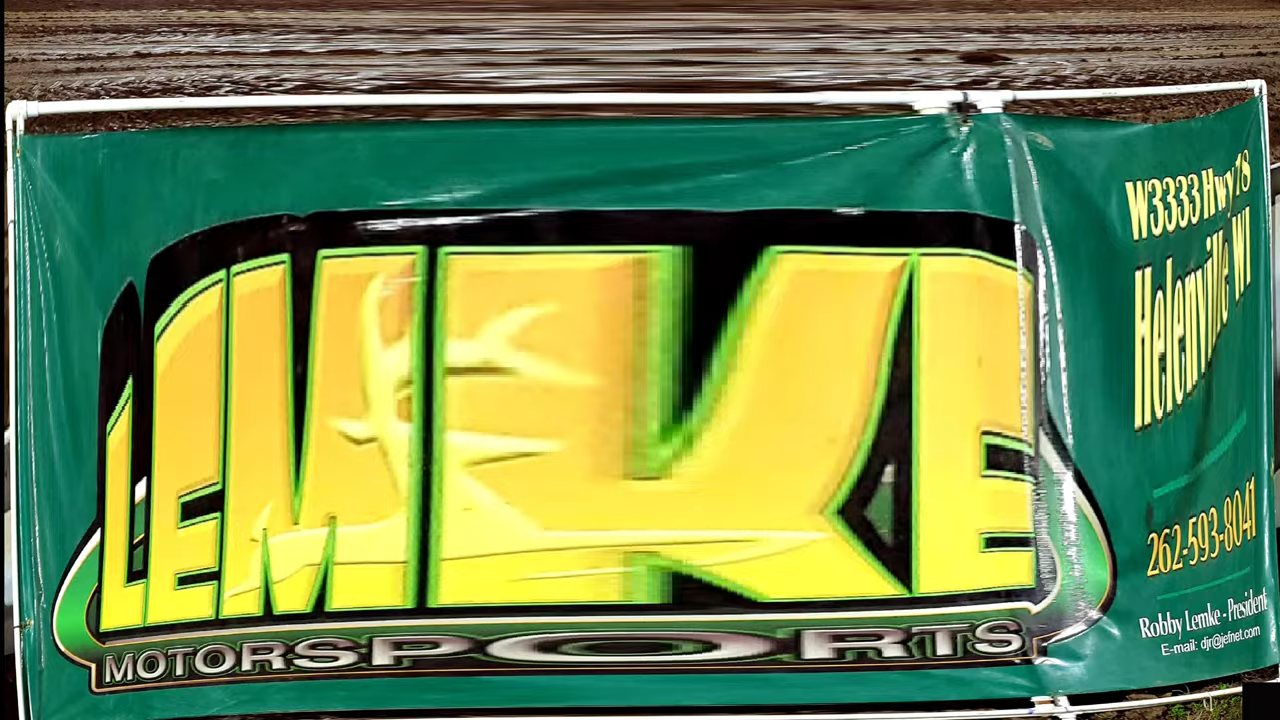 LEMKE
MOTORSPORTS
W3333 Hwy 18
Helenville WI
262-593-8041
Robby Lemke - President
E-mail: djr@jefnet.com